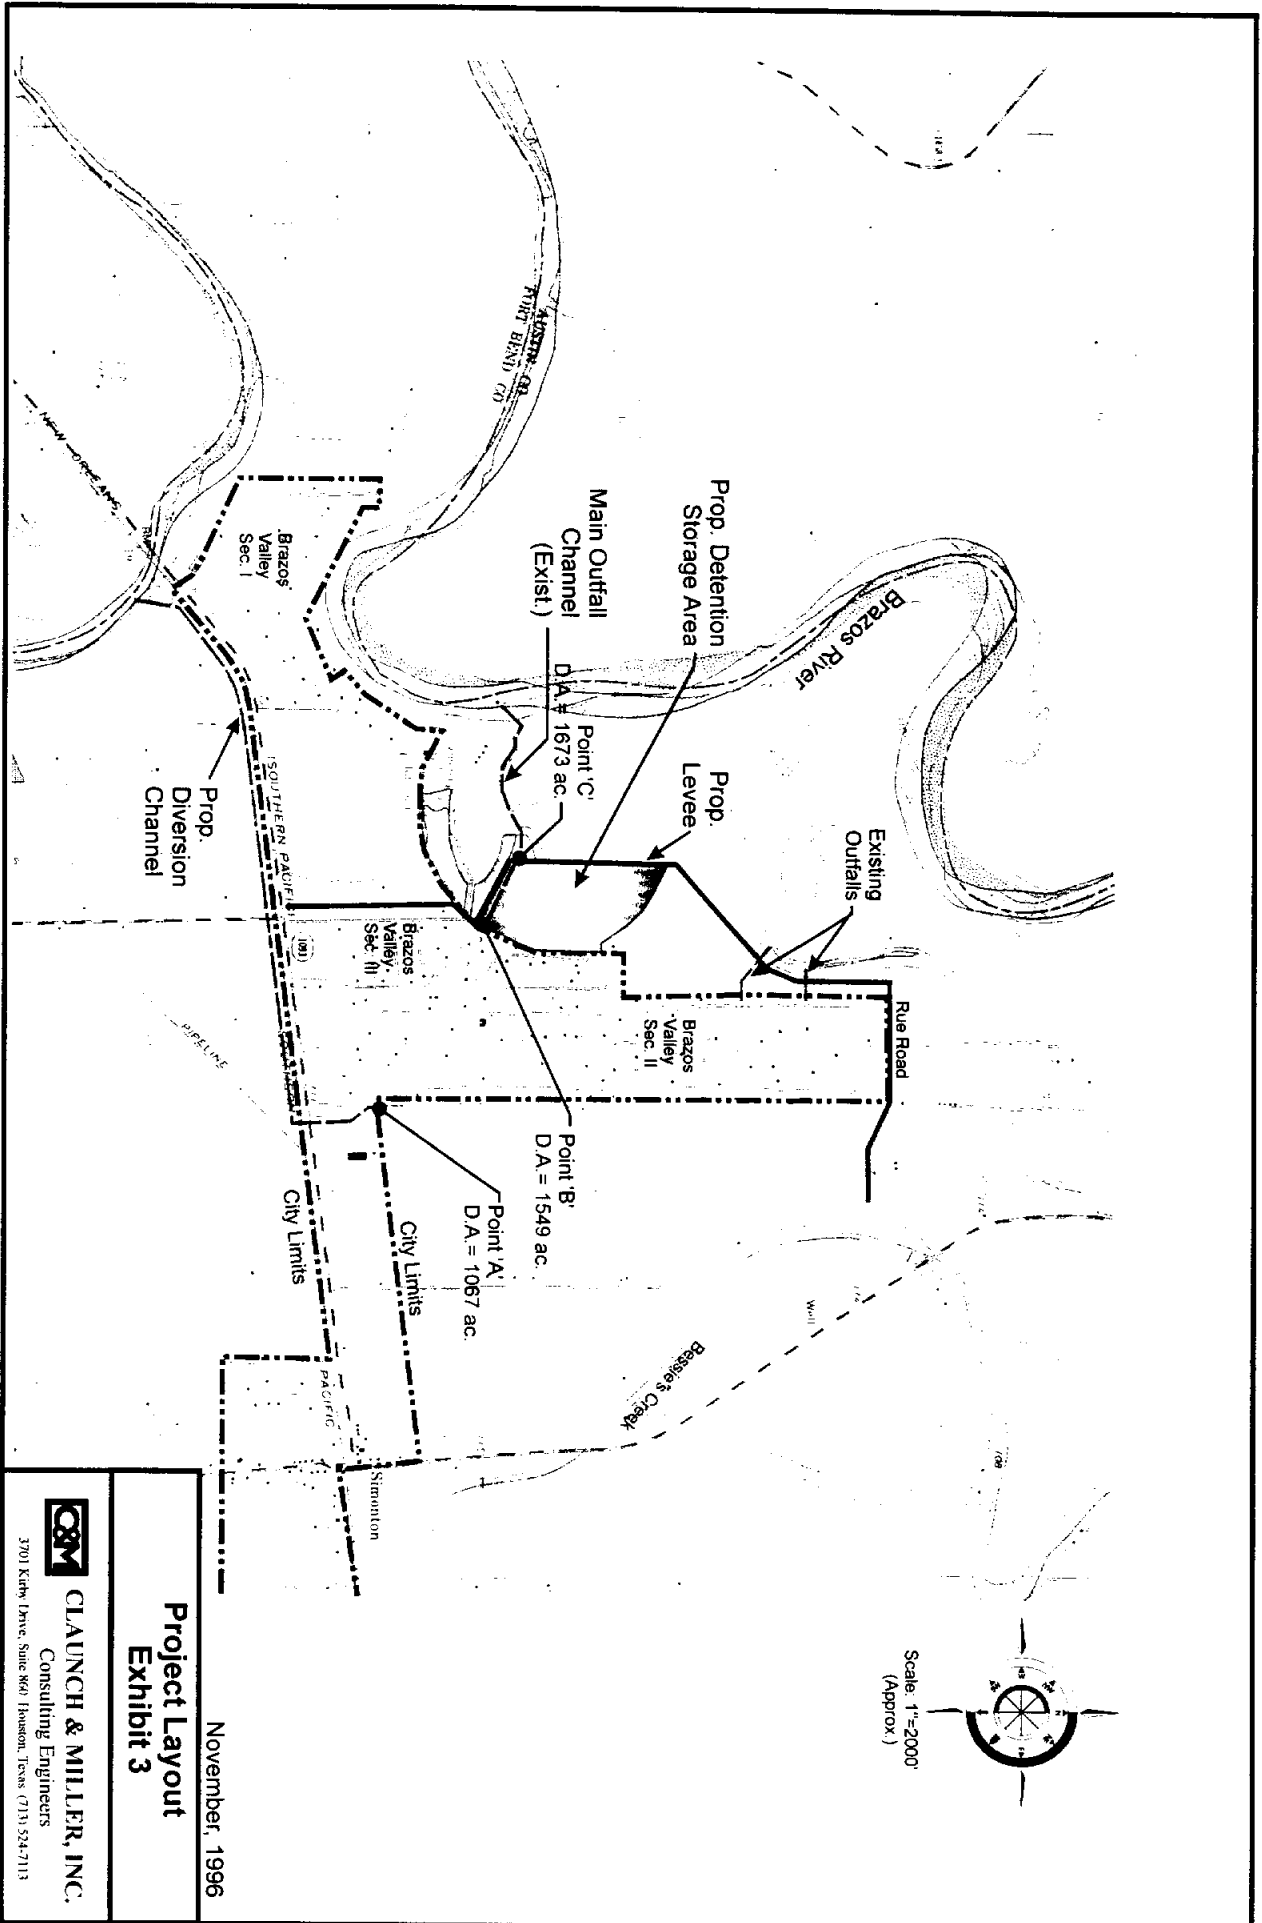 Brazos River
AUSTIN CO
FORT BEND CO
Prop. Detention
Storage Area
Main Outfall
Channel
(Exist.)
Point 'C'
D.A. = 1673 ac.
Prop.
Levee
Existing
Outfalls
Rue Road
Brazos
Valley
Sec. I
Brazos
Valley
Sec. III
Brazos
Valley
Sec. II
NEW ORLEANS
SOUTHERN PACIFIC
1093
PIPELINE
Prop.
Diversion
Channel
Point 'B'
D.A. = 1549 ac.
Point 'A'
D.A. = 1067 ac.
City Limits
City Limits
PACIFIC
Well
Bessie's Creek
Simonton
Scale: 1"=2000'
(Approx.)
November, 1996
Project Layout
Exhibit 3
C&M
CLAUNCH & MILLER, INC.
Consulting Engineers
3701 Kirby Drive, Suite 860 Houston, Texas (713) 524-7113